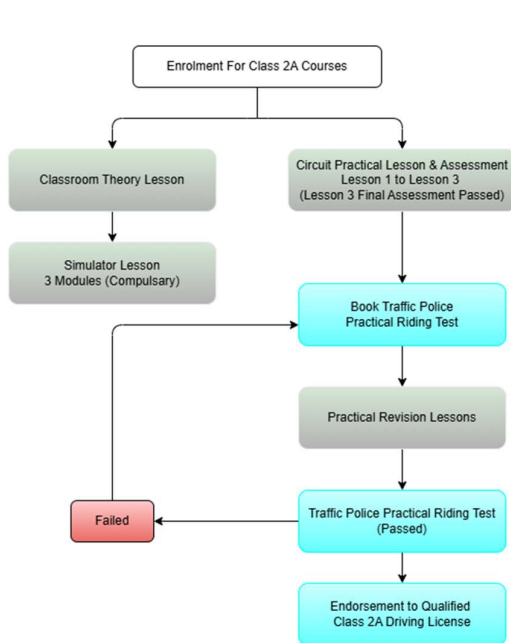 Enrolment For Class 2A Courses
Classroom Theory Lesson
Circuit Practical Lesson & Assessment
Lesson 1 to Lesson 3
(Lesson 3 Final Assessment Passed)
Simulator Lesson
3 Modules (Compulsary)
Book Traffic Police
Practical Riding Test
Practical Revision Lessons
Failed
Traffic Police Practical Riding Test
(Passed)
Endorsement to Qualified
Class 2A Driving License